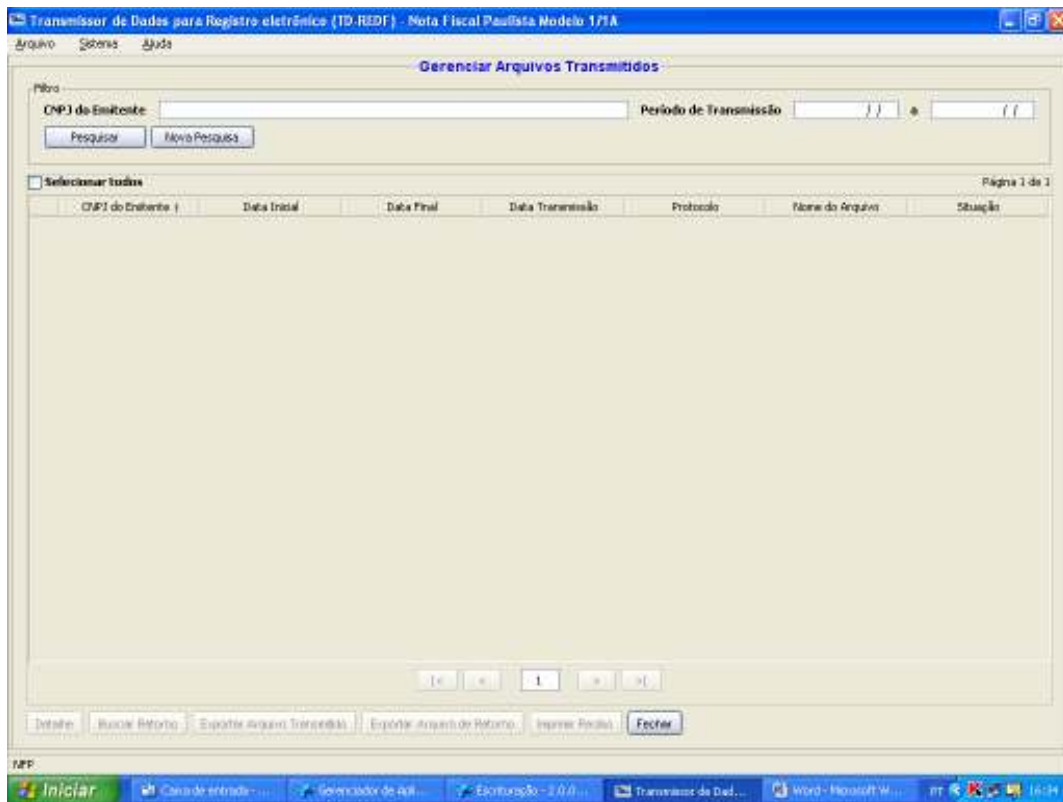 Transmissor de Dados para Registro eletrônico (TD-REDF) - Nota Fiscal Paulista Modelo 1/1A
Arquivo Sistema Ajuda
Gerenciar Arquivos Transmitidos
Filtro
CNPJ do Emitente Período de Transmissão / / a / /
Pesquisar Nova Pesquisa
Selecionar todos Página 1 de 1
CNPJ do Emitente ↑ Data Inicial Data Final Data Transmissão Protocolo Nome do Arquivo Situação
|< < 1 > >|
Detalhe Buscar Retorno Exportar Arquivo Transmitido Exportar Arquivo de Retorno Imprimir Recibo Fechar
NFP
Iniciar Caixa de entrada - ... Gerenciador de Apli... Escrituração - 2.0.0... Transmissor de Dad... Word - Microsoft W... PT 16:34